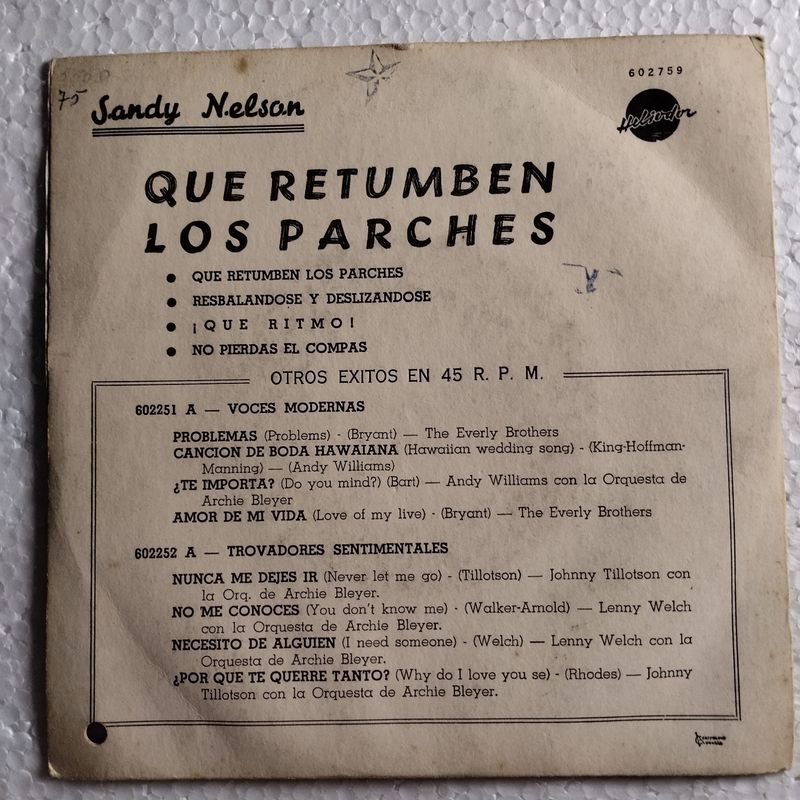 75
602759
Sandy Nelson
Heliodor
QUE RETUMBEN
LOS PARCHES
• QUE RETUMBEN LOS PARCHES
• RESBALANDOSE Y DESLIZANDOSE
• ¡QUE RITMO!
• NO PIERDAS EL COMPAS
OTROS EXITOS EN 45 R. P. M.
602251 A — VOCES MODERNAS
PROBLEMAS (Problems) - (Bryant) — The Everly Brothers
CANCION DE BODA HAWAIANA (Hawaiian wedding song) - (King-Hoffman-
Manning) — (Andy Williams)
¿TE IMPORTA? (Do you mind?) (Bart) — Andy Williams con la Orquesta de
Archie Bleyer
AMOR DE MI VIDA (Love of my live) - (Bryant) — The Everly Brothers
602252 A — TROVADORES SENTIMENTALES
NUNCA ME DEJES IR (Never let me go) - (Tillotson) — Johnny Tillotson con
la Orq. de Archie Bleyer.
NO ME CONOCES (You don't know me) - (Walker-Arnold) — Lenny Welch
con la Orquesta de Archie Bleyer.
NECESITO DE ALGUIEN (I need someone) - (Welch) — Lenny Welch con la
Orquesta de Archie Bleyer.
¿POR QUE TE QUERRE TANTO? (Why do I love you se) - (Rhodes) — Johnny
Tillotson con la Orquesta de Archie Bleyer.